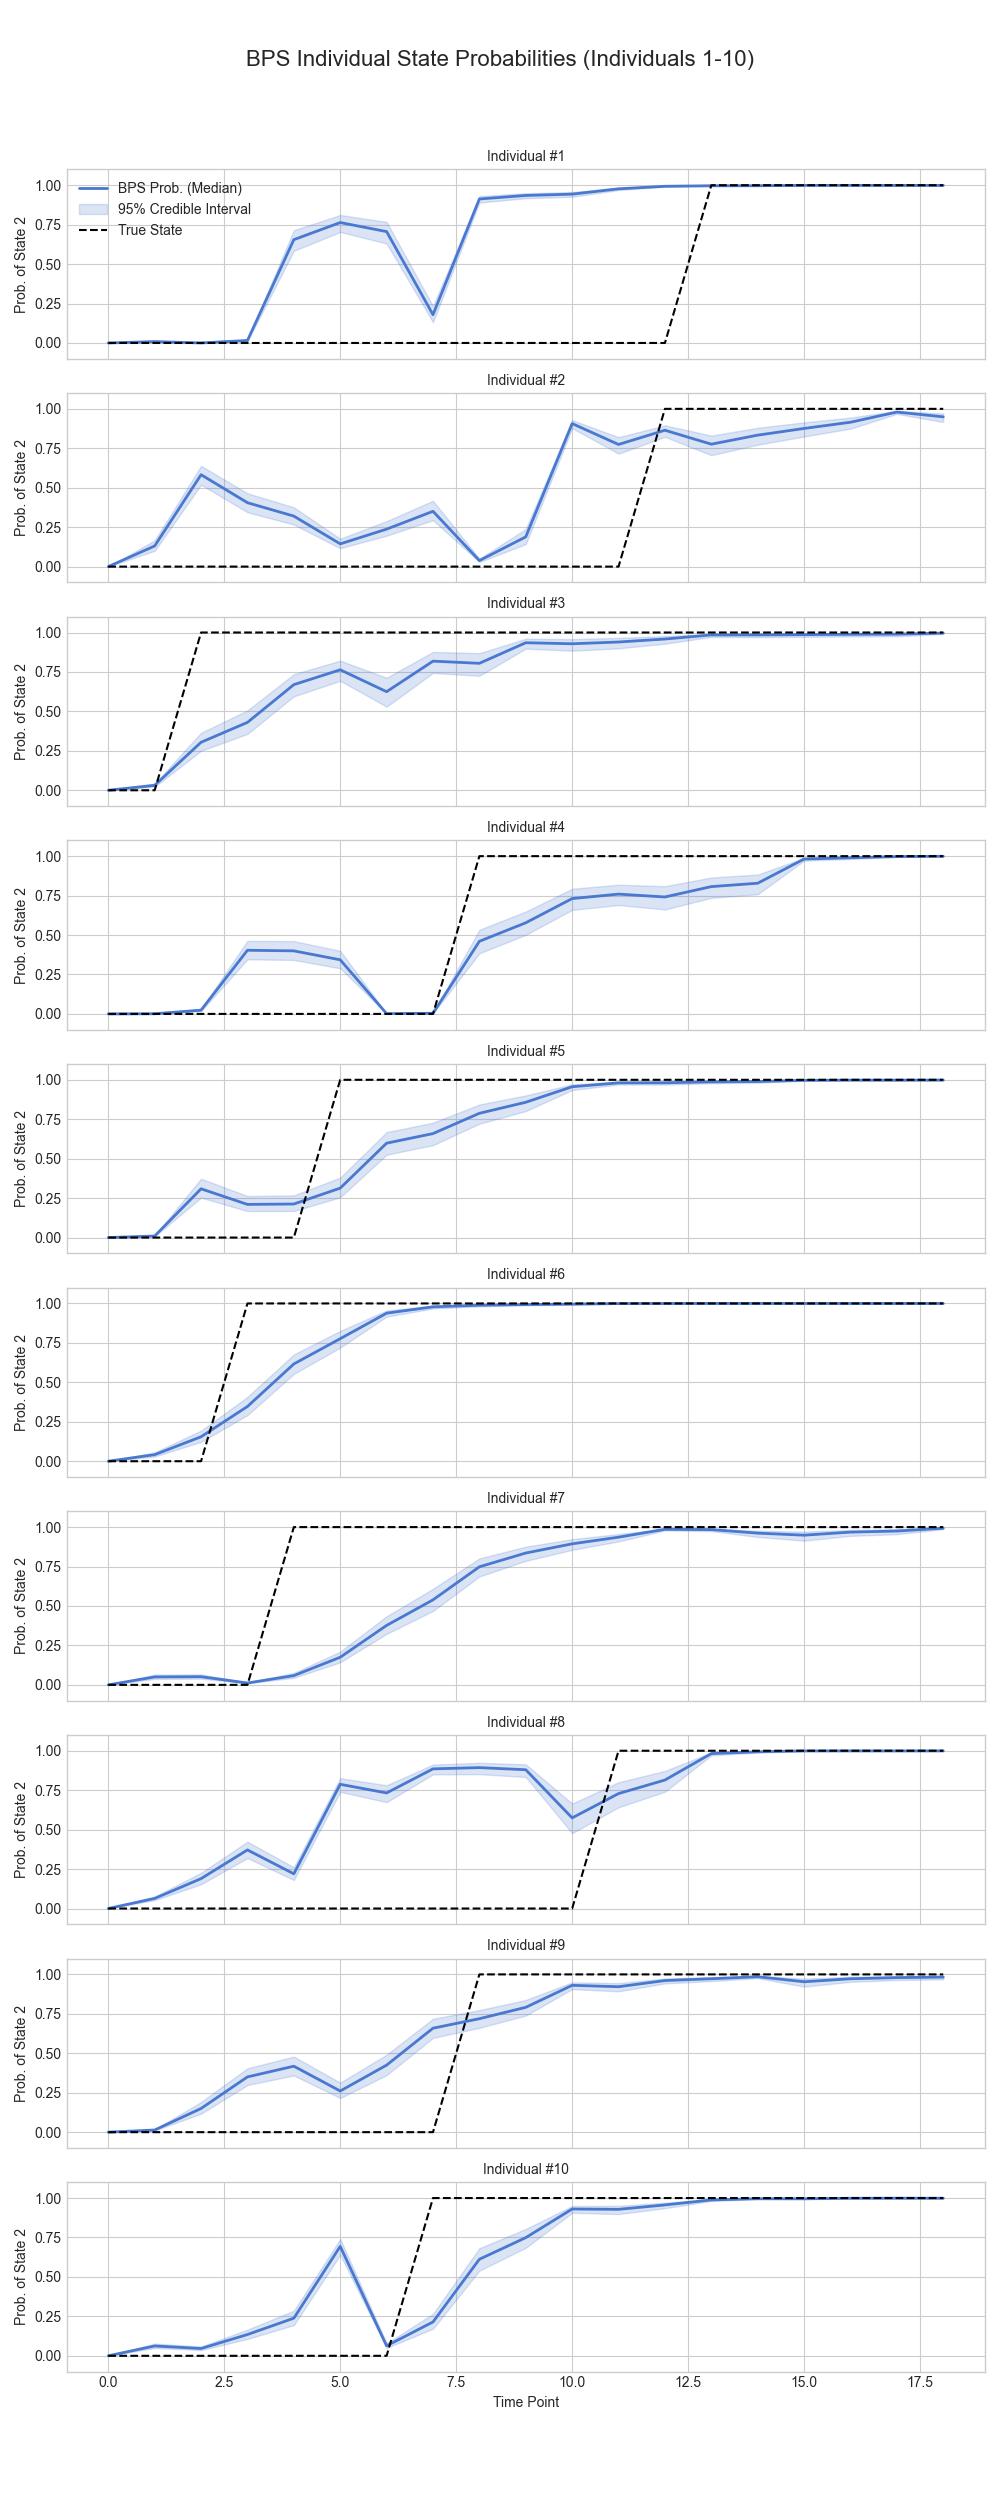 BPS Individual State Probabilities (Individuals 1-10)
Individual #1
BPS Prob. (Median)
95% Credible Interval
True State
Prob. of State 2
1.00
0.75
0.50
0.25
0.00
Individual #2
Prob. of State 2
1.00
0.75
0.50
0.25
0.00
Individual #3
Prob. of State 2
1.00
0.75
0.50
0.25
0.00
Individual #4
Prob. of State 2
1.00
0.75
0.50
0.25
0.00
Individual #5
Prob. of State 2
1.00
0.75
0.50
0.25
0.00
Individual #6
Prob. of State 2
1.00
0.75
0.50
0.25
0.00
Individual #7
Prob. of State 2
1.00
0.75
0.50
0.25
0.00
Individual #8
Prob. of State 2
1.00
0.75
0.50
0.25
0.00
Individual #9
Prob. of State 2
1.00
0.75
0.50
0.25
0.00
Individual #10
Prob. of State 2
1.00
0.75
0.50
0.25
0.00
0.0 2.5 5.0 7.5 10.0 12.5 15.0 17.5
Time Point